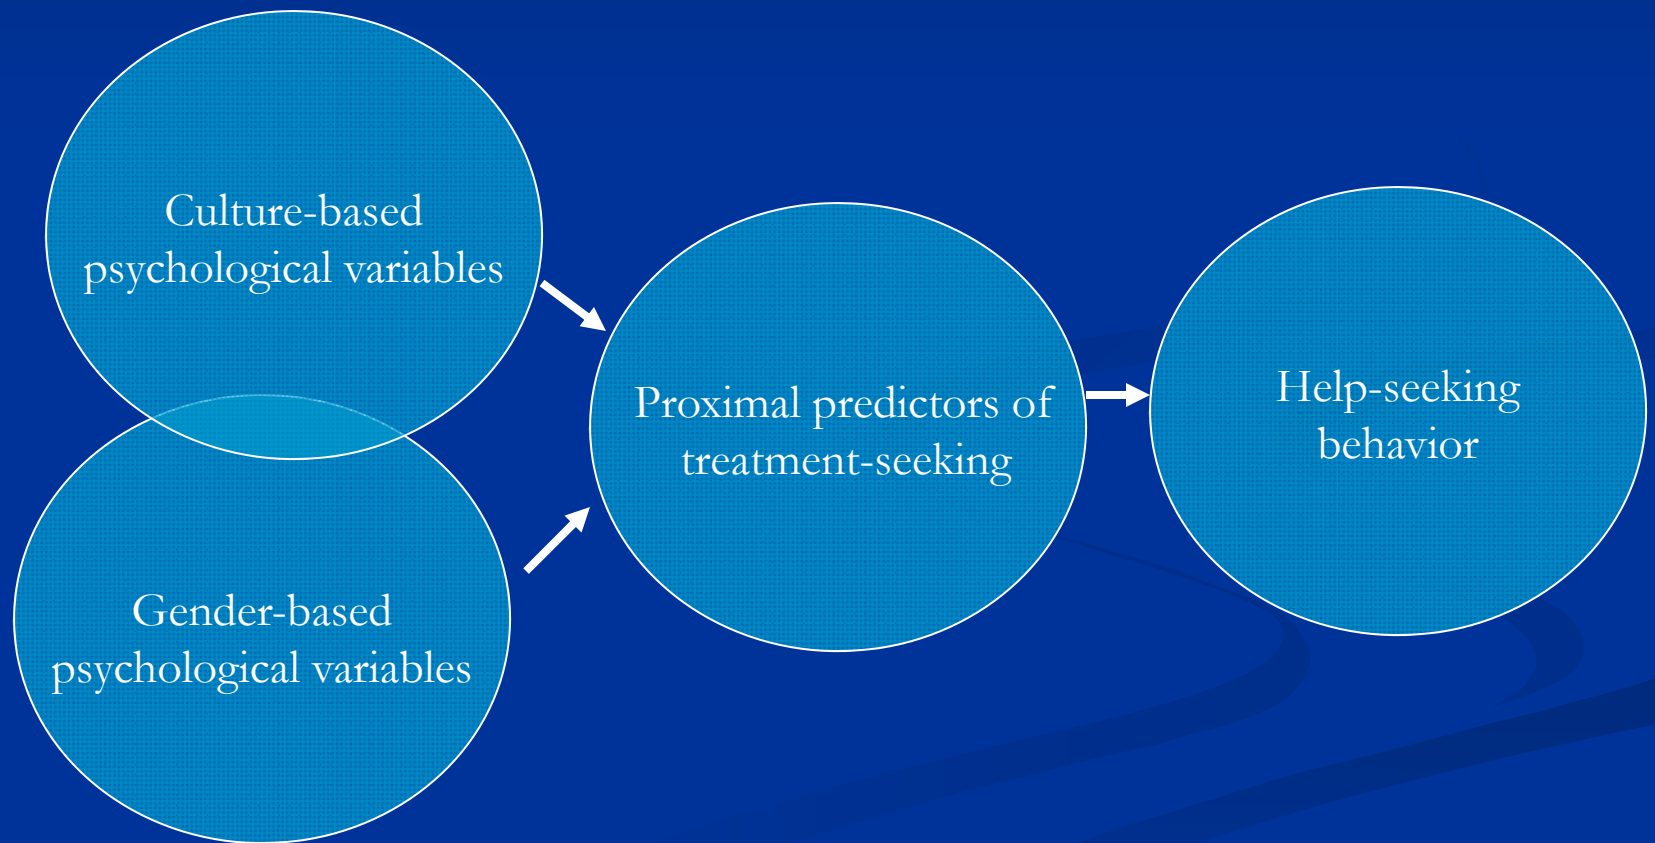 Culture-based
psychological variables
Gender-based
psychological variables
Proximal predictors of
treatment-seeking
Help-seeking
behavior